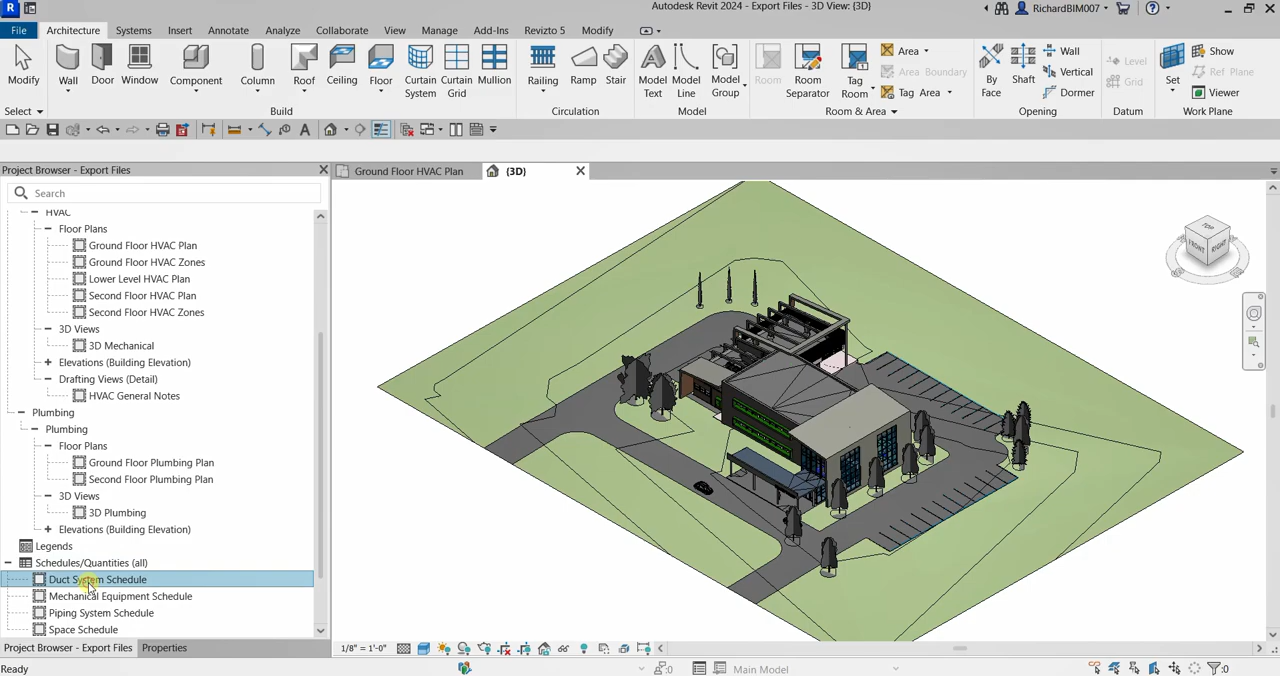 R
Autodesk Revit 2024 - Export Files - 3D View: {3D}
RichardBIM007
File Architecture Systems Insert Annotate Analyze Collaborate View Manage Add-Ins Revizto 5 Modify
Modify Wall Door Window Component Column Roof Ceiling Floor Curtain System Curtain Grid Mullion Railing Ramp Stair Model Text Model Line Model Group Room Room Separator Tag Room Area Area Boundary Tag Area By Face Shaft Wall Vertical Dormer Level Grid Set Show Ref Plane Viewer
Select Build Circulation Model Room & Area Opening Datum Work Plane
Project Browser - Export Files
Ground Floor HVAC Plan
{3D}
Search
HVAC
Floor Plans
Ground Floor HVAC Plan
Ground Floor HVAC Zones
Lower Level HVAC Plan
Second Floor HVAC Plan
Second Floor HVAC Zones
3D Views
3D Mechanical
Elevations (Building Elevation)
Drafting Views (Detail)
HVAC General Notes
Plumbing
Plumbing
Floor Plans
Ground Floor Plumbing Plan
Second Floor Plumbing Plan
3D Views
3D Plumbing
Elevations (Building Elevation)
Legends
Schedules/Quantities (all)
Duct System Schedule
Mechanical Equipment Schedule
Piping System Schedule
Space Schedule
TOP
FRONT
RIGHT
Project Browser - Export Files Properties
1/8" = 1'-0"
Ready
:0
Main Model
:0